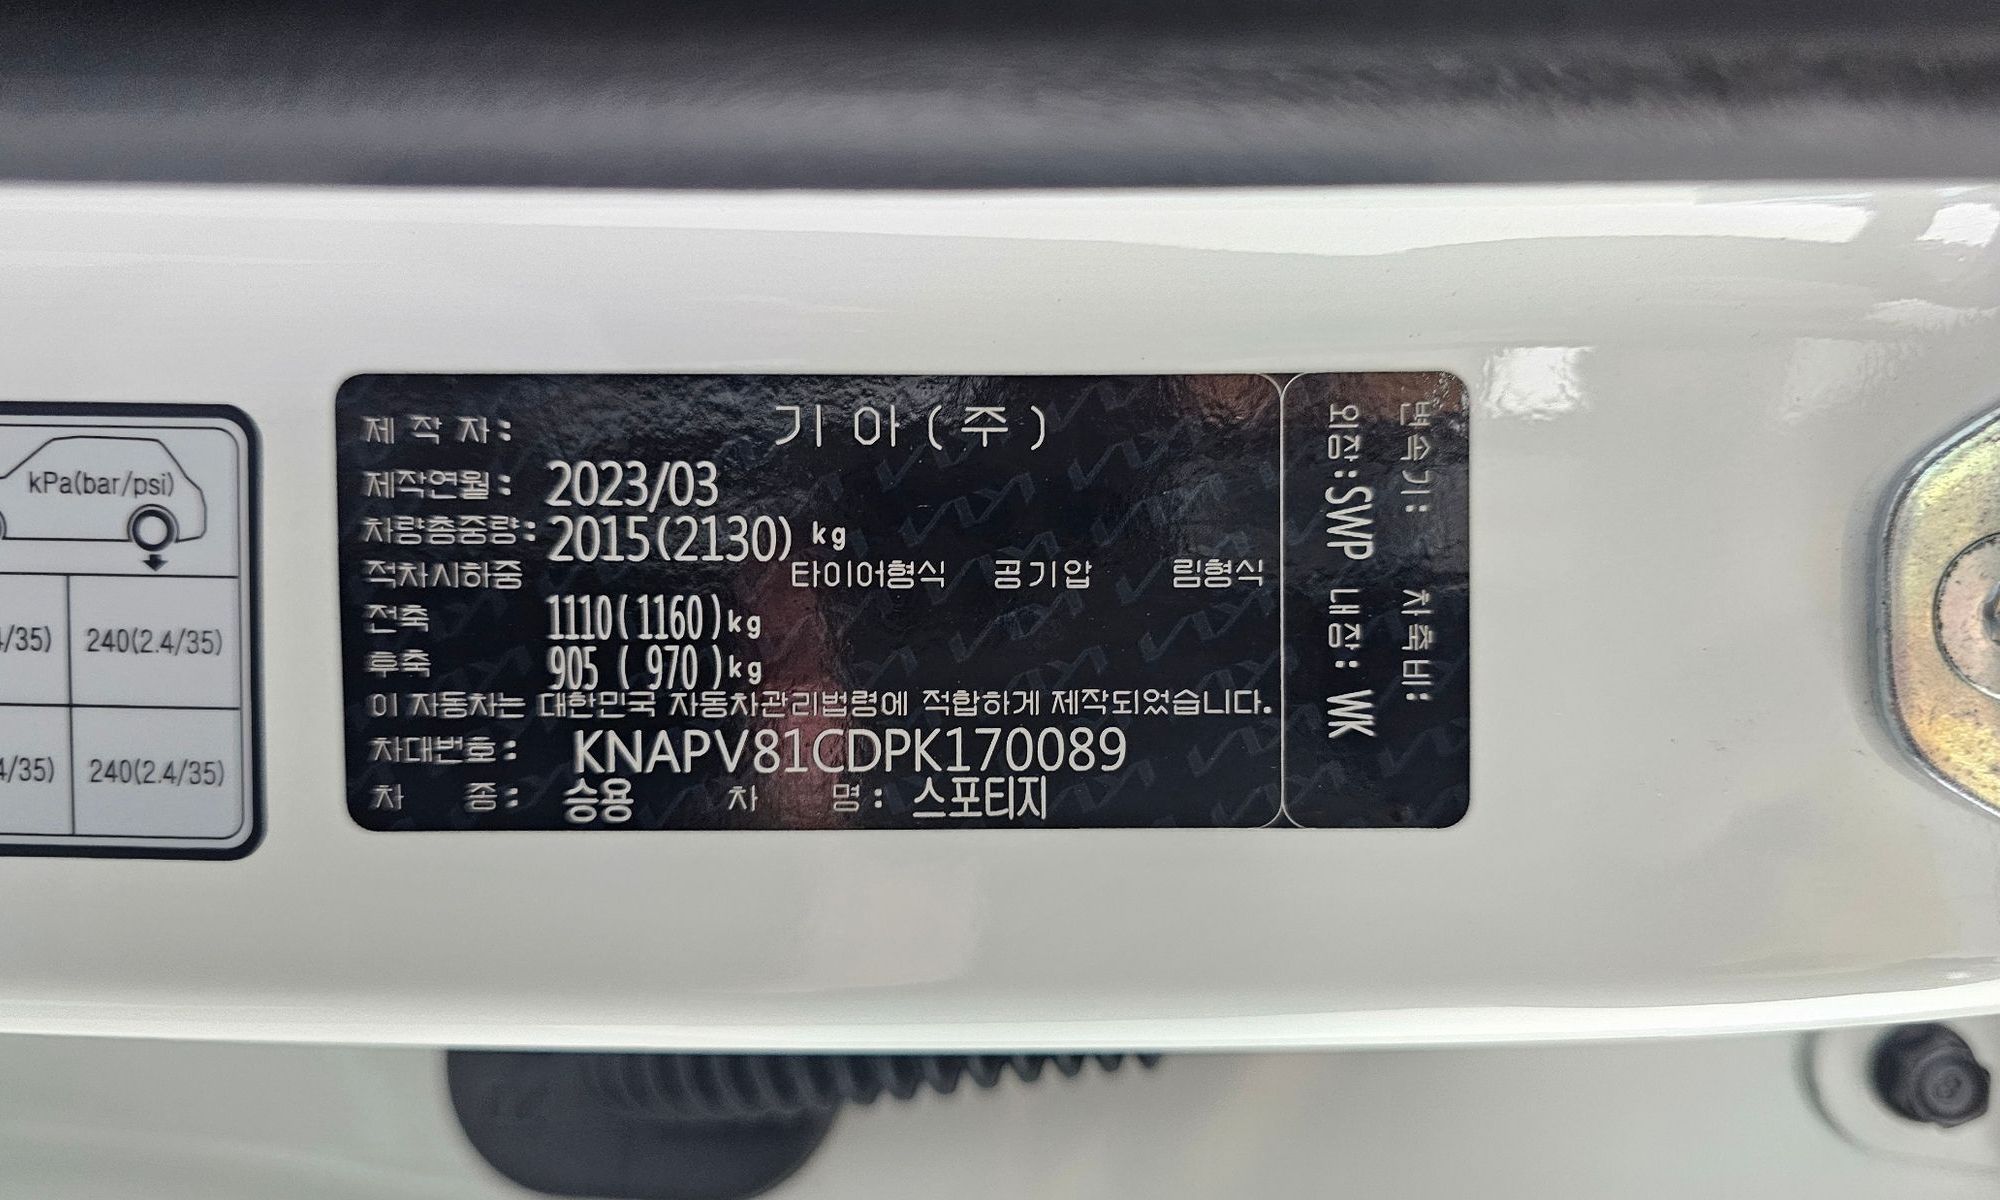 kPa(bar/psi)
/35) 240(2.4/35)
4/35) 240(2.4/35)
제 작 자 : 기 아 ( 주 )
제작연월 : 2023/03
차량총중량 : 2015(2130) kg
적차시하중 타이어형식 공기압 림형식
전축 1110(1160)kg
후축 905 ( 970 )kg
이 자동차는 대한민국 자동차관리법령에 적합하게 제작되었습니다.
차대번호 : KNAPV81CDPK170089
차 종 : 승용 차 명 : 스포티지
변속기 : 차축비 :
외장 : SWP 내장 : WK